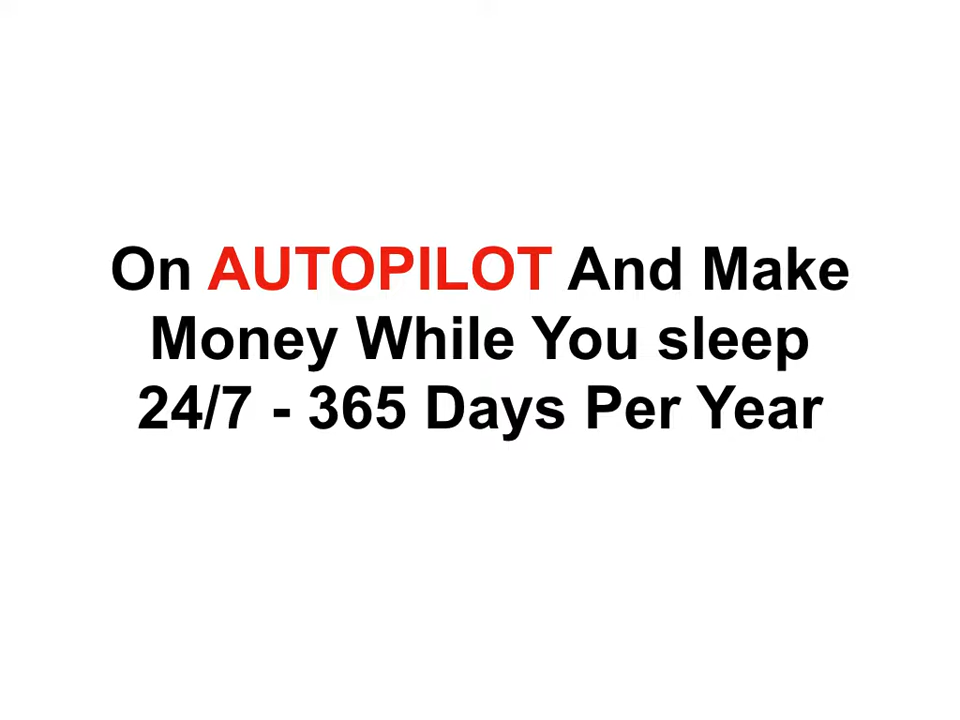 On AUTOPILOT And Make
Money While You sleep
24/7 - 365 Days Per Year